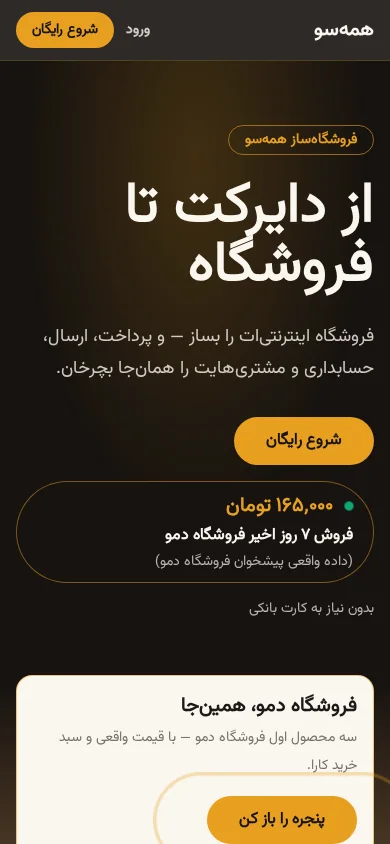 همه‌سو
ورود
شروع رایگان
فروشگاه‌ساز همه‌سو
از دایرکت تا
فروشگاه
فروشگاه اینترنتی‌ات را بساز — و پرداخت، ارسال،
حسابداری و مشتری‌هایت را همان‌جا بچرخان.
شروع رایگان
۱۶۵,۰۰۰ تومان
فروش ۷ روز اخیر فروشگاه دمو
(داده واقعی پیشخوان فروشگاه دمو)
بدون نیاز به کارت بانکی
فروشگاه دمو، همین‌جا
سه محصول اول فروشگاه دمو — با قیمت واقعی و سبد
خرید کارا.
پنجره را باز کن